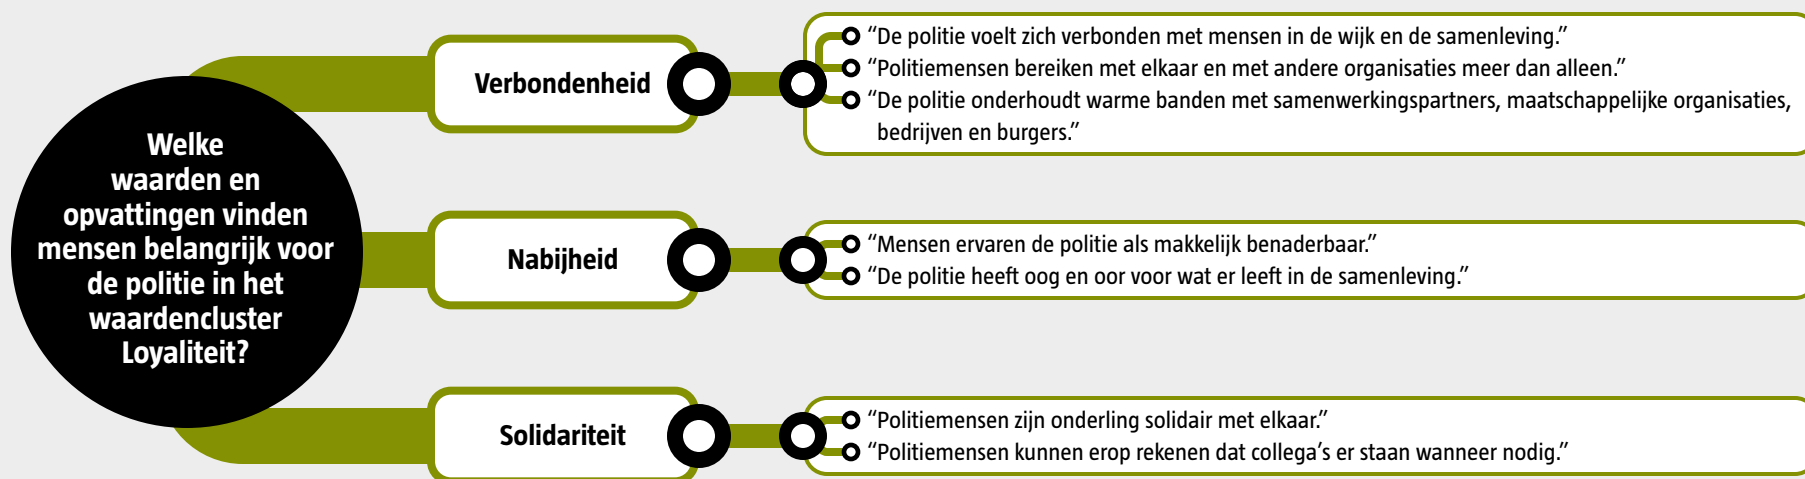 Welke
waarden en
opvattingen vinden
mensen belangrijk voor
de politie in het
waardencluster
Loyaliteit?
Verbondenheid
“De politie voelt zich verbonden met mensen in de wijk en de samenleving.”
“Politiemensen bereiken met elkaar en met andere organisaties meer dan alleen.”
“De politie onderhoudt warme banden met samenwerkingspartners, maatschappelijke organisaties,
bedrijven en burgers.”
Nabijheid
“Mensen ervaren de politie als makkelijk benaderbaar.”
“De politie heeft oog en oor voor wat er leeft in de samenleving.”
Solidariteit
“Politiemensen zijn onderling solidair met elkaar.”
“Politiemensen kunnen erop rekenen dat collega’s er staan wanneer nodig.”